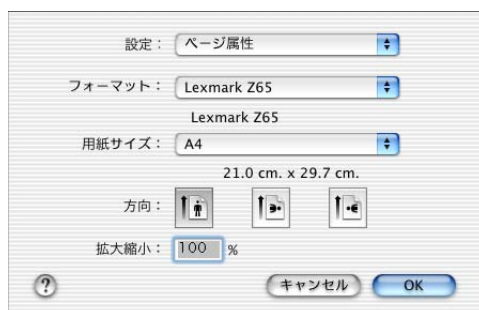 設定： ページ属性
フォーマット： Lexmark Z65
Lexmark Z65
用紙サイズ： A4
21.0 cm. x 29.7 cm.
方向：
拡大縮小： 100 %
? キャンセル OK